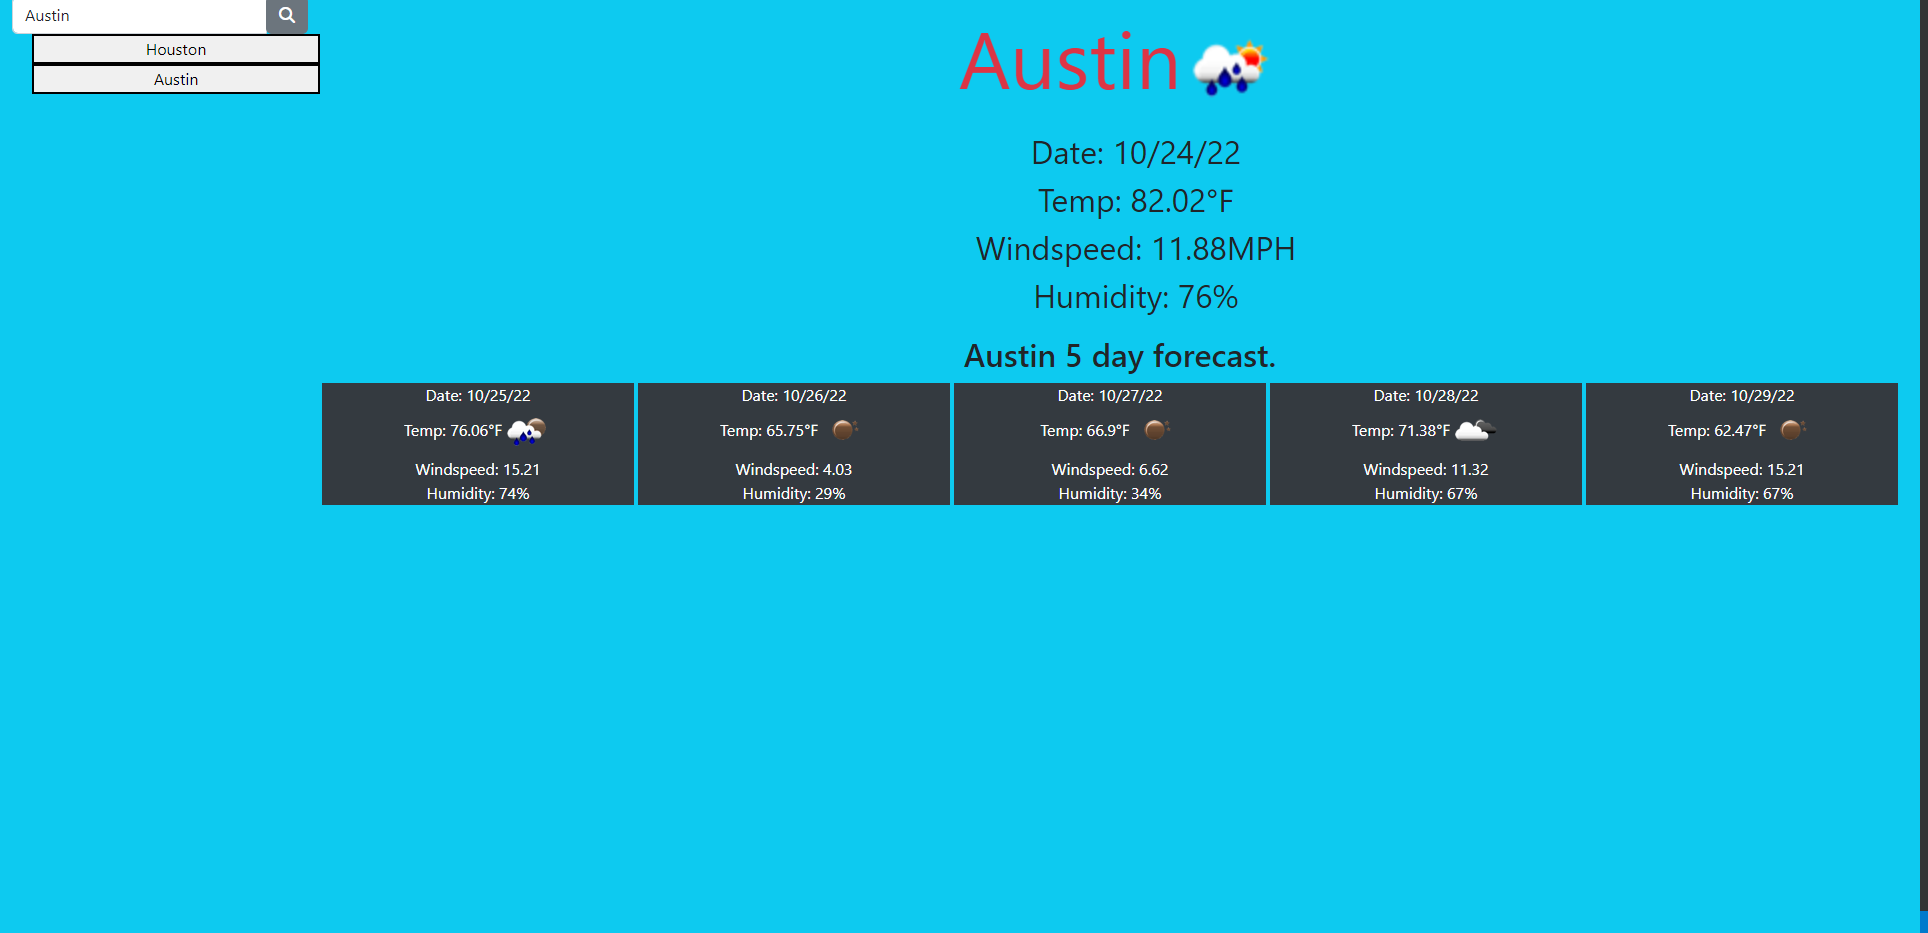 Austin
Houston
Austin
Austin
Date: 10/24/22
Temp: 82.02°F
Windspeed: 11.88MPH
Humidity: 76%
Austin 5 day forecast.
Date: 10/25/22
Temp: 76.06°F
Windspeed: 15.21
Humidity: 74%
Date: 10/26/22
Temp: 65.75°F
Windspeed: 4.03
Humidity: 29%
Date: 10/27/22
Temp: 66.9°F
Windspeed: 6.62
Humidity: 34%
Date: 10/28/22
Temp: 71.38°F
Windspeed: 11.32
Humidity: 67%
Date: 10/29/22
Temp: 62.47°F
Windspeed: 15.21
Humidity: 67%